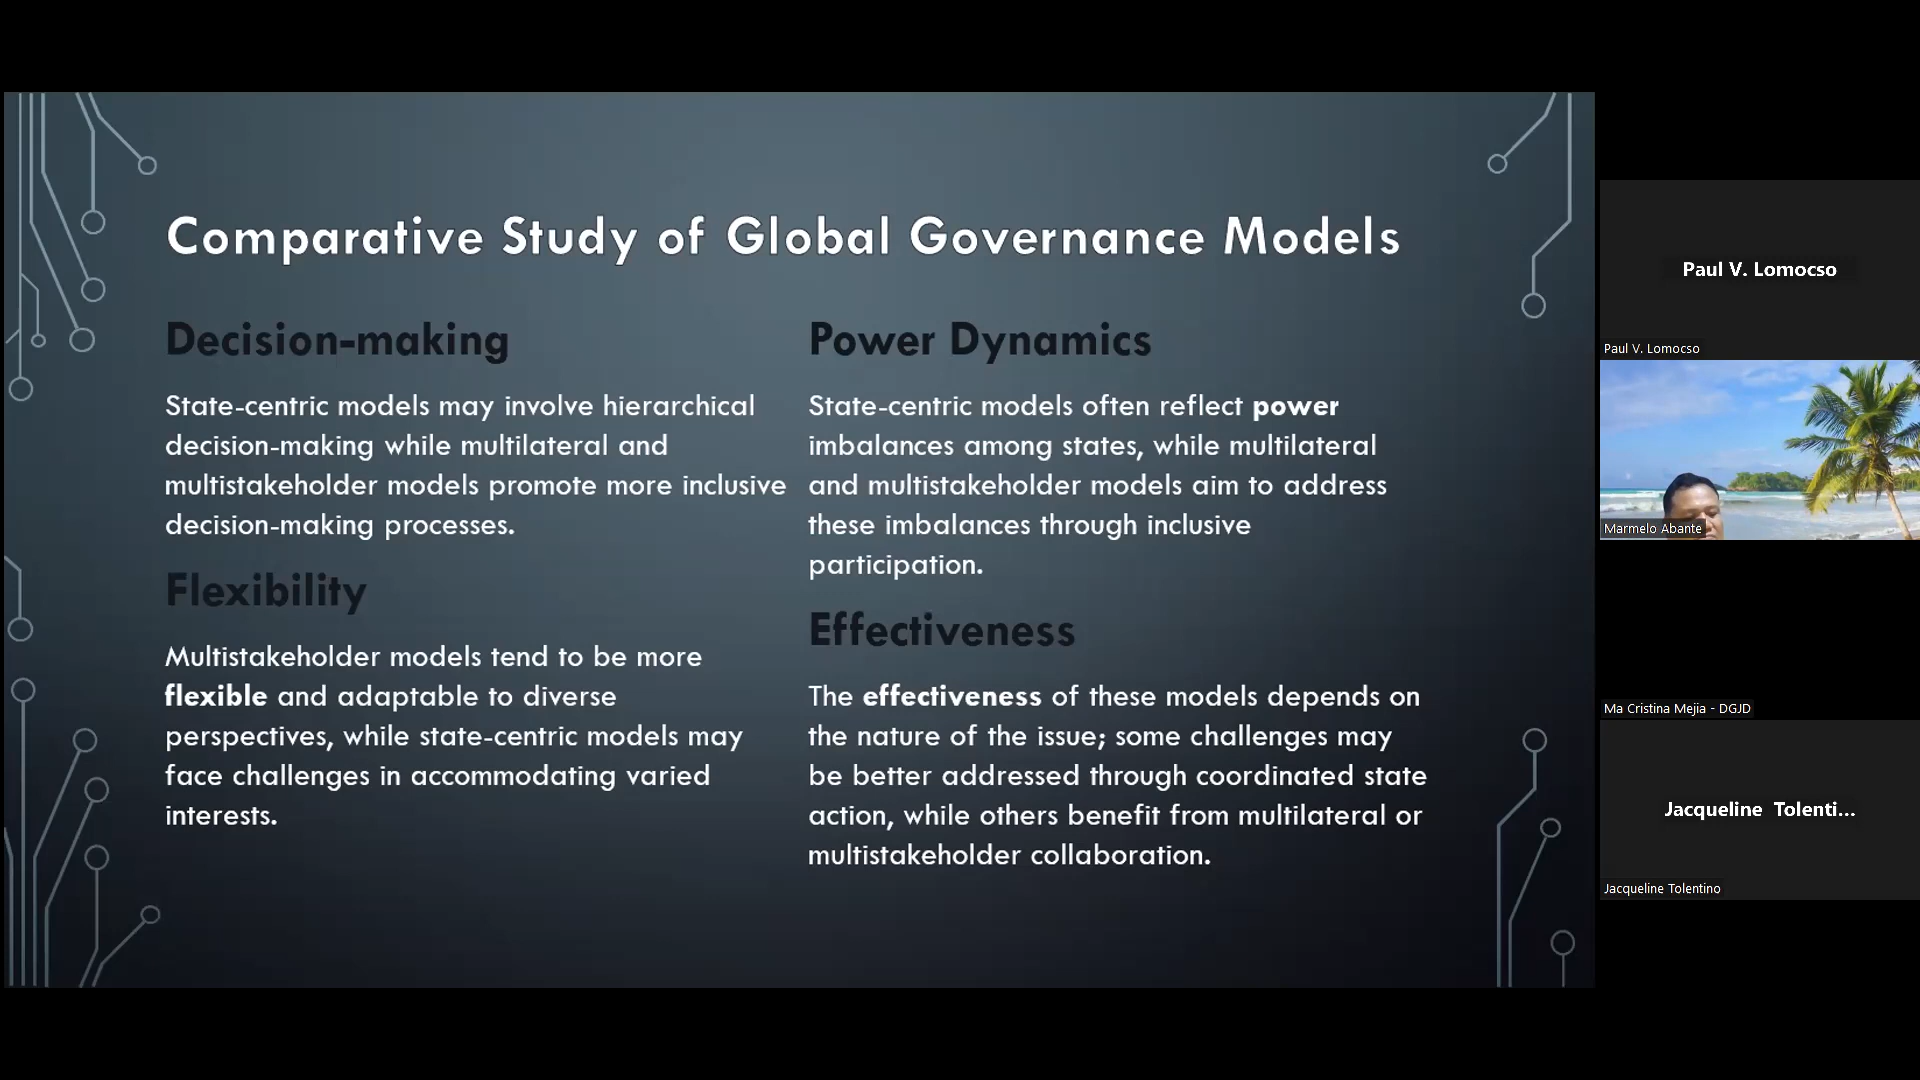 Comparative Study of Global Governance Models
Decision-making
State-centric models may involve hierarchical
decision-making while multilateral and
multistakeholder models promote more inclusive
decision-making processes.
Flexibility
Multistakeholder models tend to be more
flexible and adaptable to diverse
perspectives, while state-centric models may
face challenges in accommodating varied
interests.
Power Dynamics
State-centric models often reflect power
imbalances among states, while multilateral
and multistakeholder models aim to address
these imbalances through inclusive
participation.
Effectiveness
The effectiveness of these models depends on
the nature of the issue; some challenges may
be better addressed through coordinated state
action, while others benefit from multilateral or
multistakeholder collaboration.
Paul V. Lomocso
Paul V. Lomocso
Marmelo Abante
Ma Cristina Mejia - DGJD
Jacqueline Tolenti...
Jacqueline Tolentino